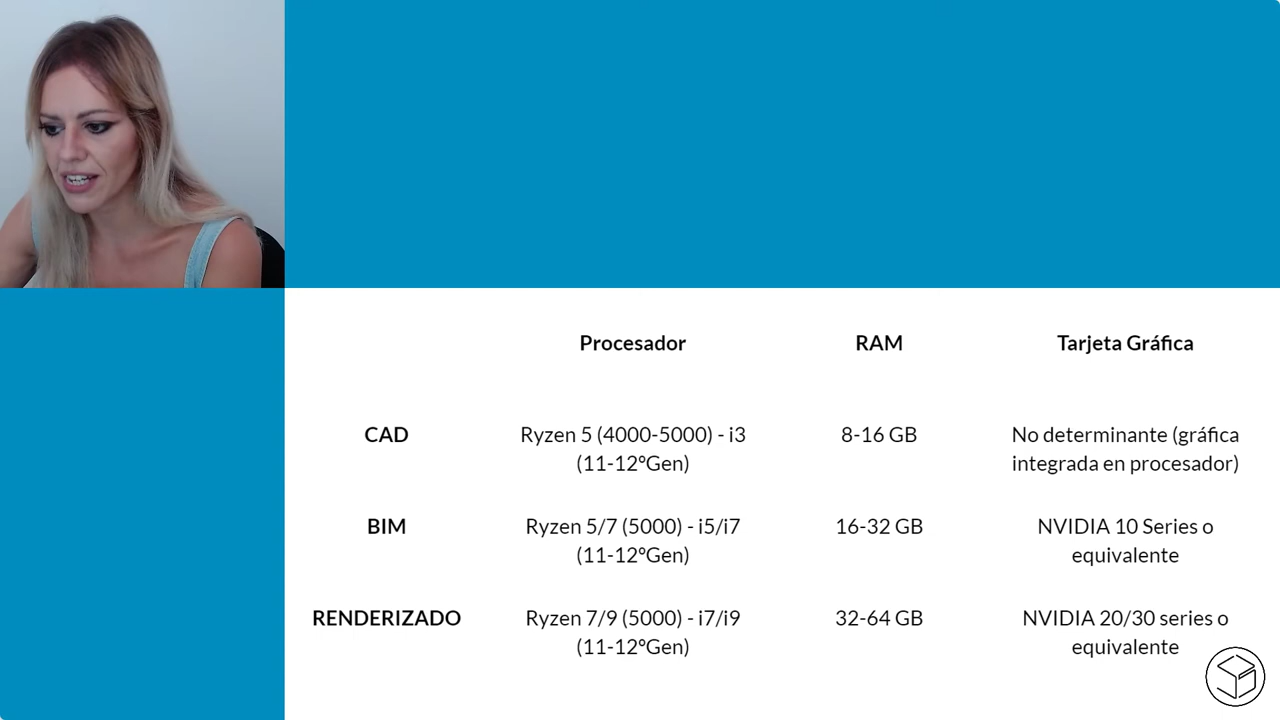 Procesador RAM Tarjeta Gráfica
CAD Ryzen 5 (4000-5000) - i3 8-16 GB No determinante (gráfica
(11-12ºGen) integrada en procesador)
BIM Ryzen 5/7 (5000) - i5/i7 16-32 GB NVIDIA 10 Series o
(11-12ºGen) equivalente
RENDERIZADO Ryzen 7/9 (5000) - i7/i9 32-64 GB NVIDIA 20/30 series o
(11-12ºGen) equivalente